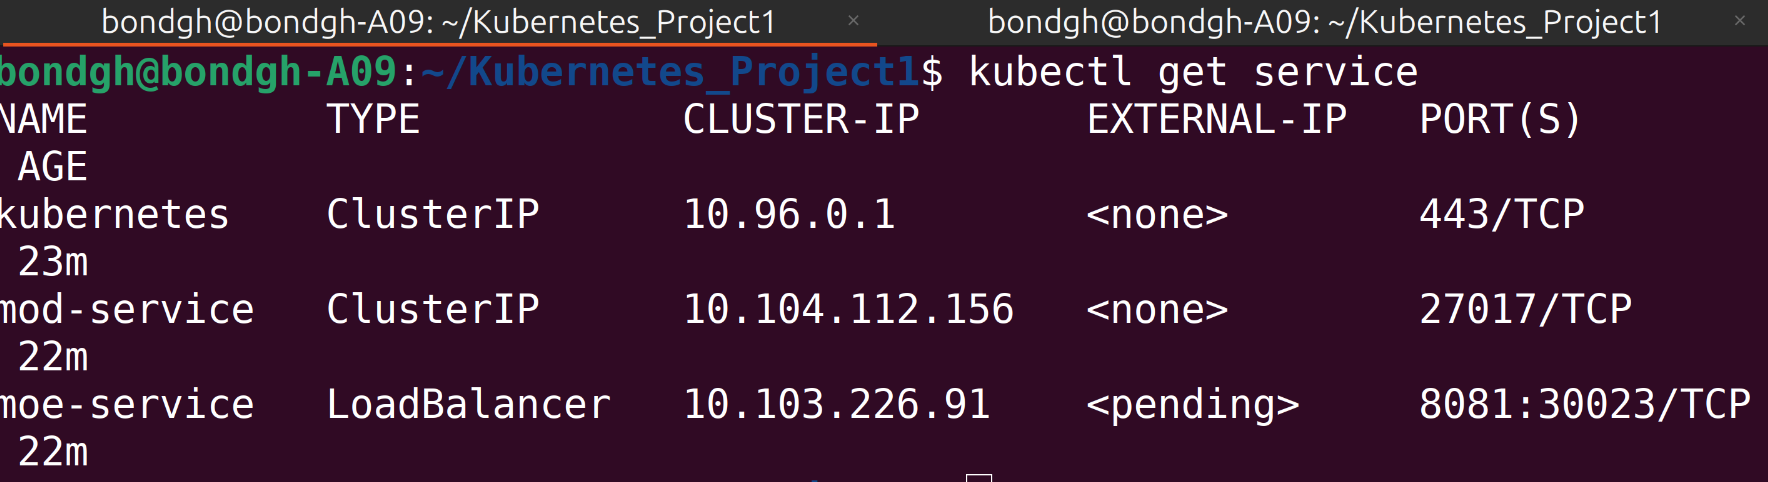 bondgh@bondgh-A09: ~/Kubernetes_Project1 × bondgh@bondgh-A09: ~/Kubernetes_Project1 ×
bondgh@bondgh-A09:~/Kubernetes_Project1$ kubectl get service
NAME TYPE CLUSTER-IP EXTERNAL-IP PORT(S)
AGE
kubernetes ClusterIP 10.96.0.1 <none> 443/TCP
23m
mod-service ClusterIP 10.104.112.156 <none> 27017/TCP
22m
moe-service LoadBalancer 10.103.226.91 <pending> 8081:30023/TCP
22m